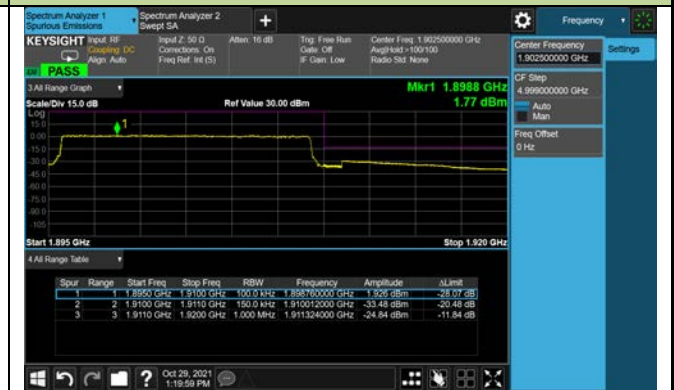 Spectrum Analyzer 1
Spurious Emissions
Spectrum Analyzer 2
Swept SA
Frequency
KEYSIGHT
Input: RF
Coupling: DC
Align: Auto
Input Z: 50 Ω
Corrections: On
Freq Ref: Int (S)
Atten: 16 dB
Trig: Free Run
Gate: Off
IF Gain: Low
Center Freq: 1.902500000 GHz
Avg|Hold:>100/100
Radio Std: None
PASS
3 All Range Graph
Mkr1 1.8988 GHz
Scale/Div 15.0 dB
Ref Value 30.00 dBm
1.77 dBm
Log
15.0
0.00
-15.0
-30.0
-45.0
-60.0
-75.0
-90.0
-105
1
Start 1.895 GHz
Stop 1.920 GHz
4 All Range Table
Spur Range Start Freq Stop Freq RBW Frequency Amplitude ΔLimit
1 1 1.8950 GHz 1.9100 GHz 100.0 kHz 1.898760000 GHz 1.926 dBm -28.07 dB
2 2 1.9100 GHz 1.9110 GHz 150.0 kHz 1.910012000 GHz -33.48 dBm -20.48 dB
3 3 1.9110 GHz 1.9200 GHz 1.000 MHz 1.911324000 GHz -24.84 dBm -11.84 dB
Center Frequency
1.902500000 GHz
Settings
CF Step
4.999000000 GHz
Auto
Man
Freq Offset
0 Hz
Oct 29, 2021
1:19:59 PM